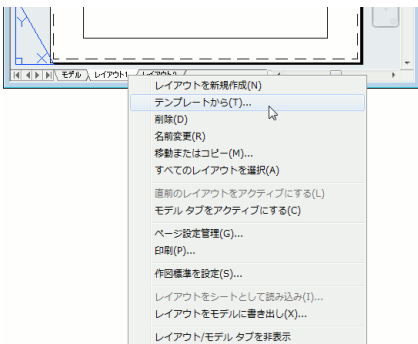 Y
X
モデル レイアウト1 レイアウト2
レイアウトを新規作成(N)
テンプレートから(T)...
削除(D)
名前変更(R)
移動またはコピー(M)...
すべてのレイアウトを選択(A)
直前のレイアウトをアクティブにする(L)
モデル タブをアクティブにする(C)
ページ設定管理(G)...
印刷(P)...
作図標準を設定(S)...
レイアウトをシートとして読み込み(I)...
レイアウトをモデルに書き出し(X)...
レイアウト/モデル タブを非表示